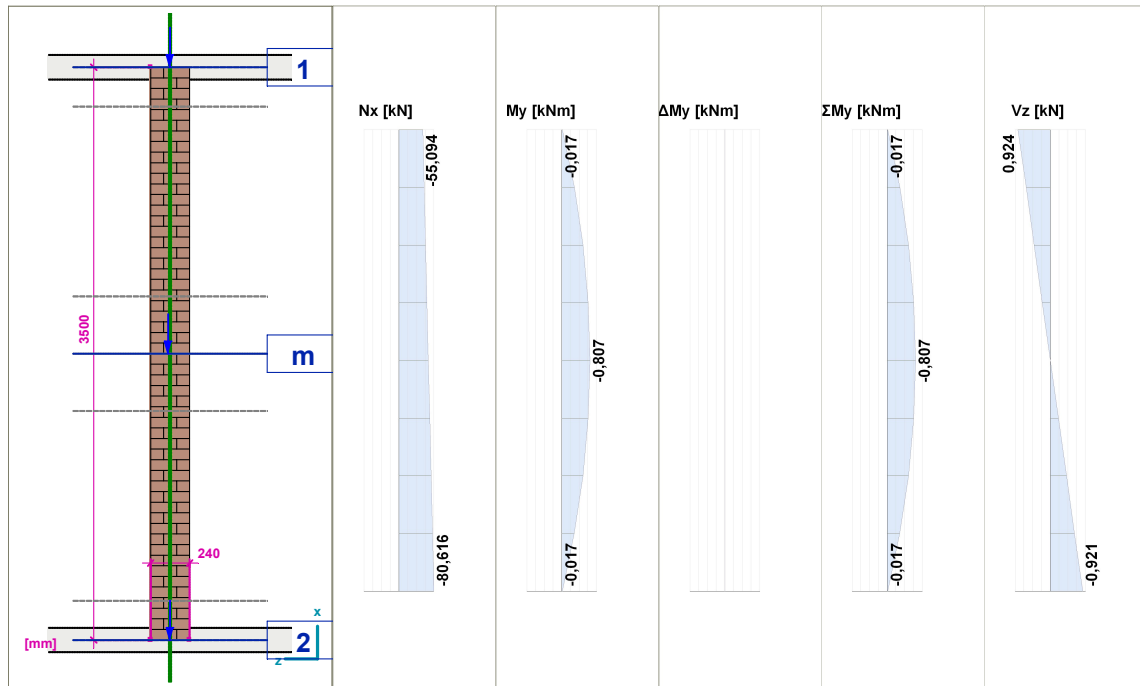 1
3500
m
240
[mm]
2
x
z
Nx [kN]
-55,094
-80,616
My [kNm]
-0,017
-0,807
-0,017
ΔMy [kNm]
ΣMy [kNm]
-0,017
-0,807
-0,017
Vz [kN]
0,924
-0,921